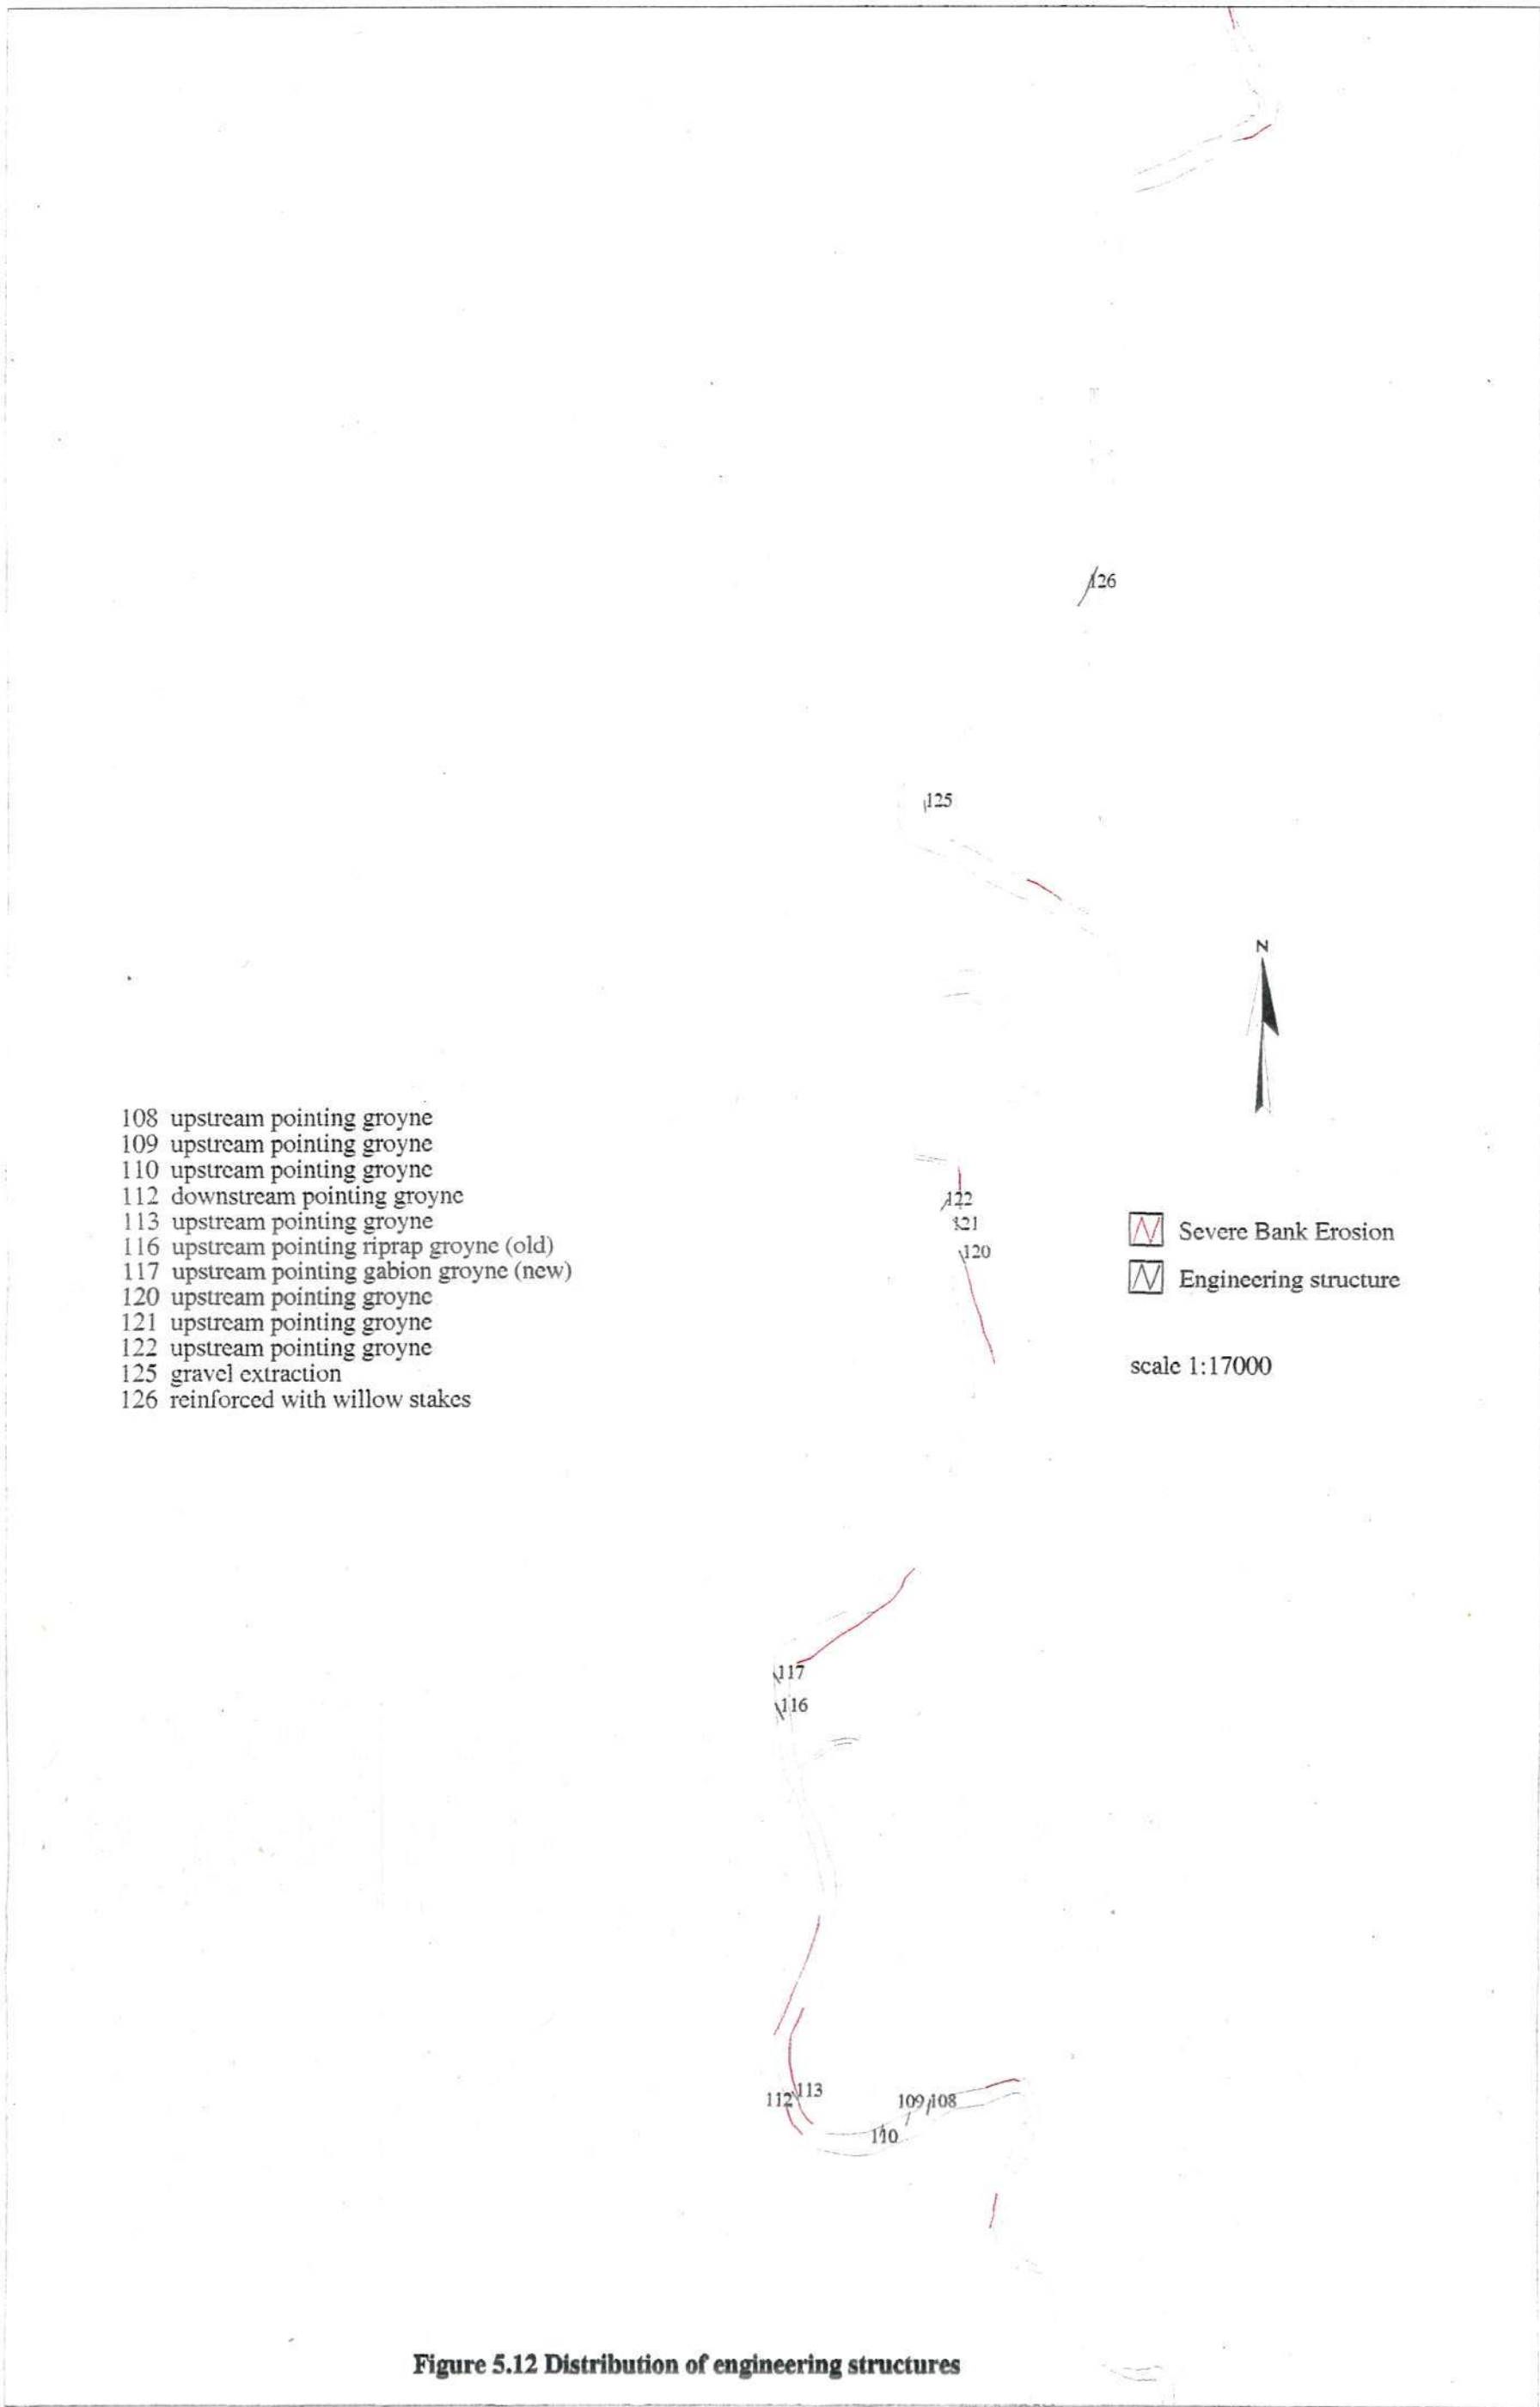 126
125
N
108 upstream pointing groyne
109 upstream pointing groyne
110 upstream pointing groyne
112 downstream pointing groyne
113 upstream pointing groyne
116 upstream pointing riprap groyne (old)
117 upstream pointing gabion groyne (new)
120 upstream pointing groyne
121 upstream pointing groyne
122 upstream pointing groyne
125 gravel extraction
126 reinforced with willow stakes
122
121
120
Severe Bank Erosion
Engineering structure
scale 1:17000
117
116
112 113
109 108
110
Figure 5.12 Distribution of engineering structures